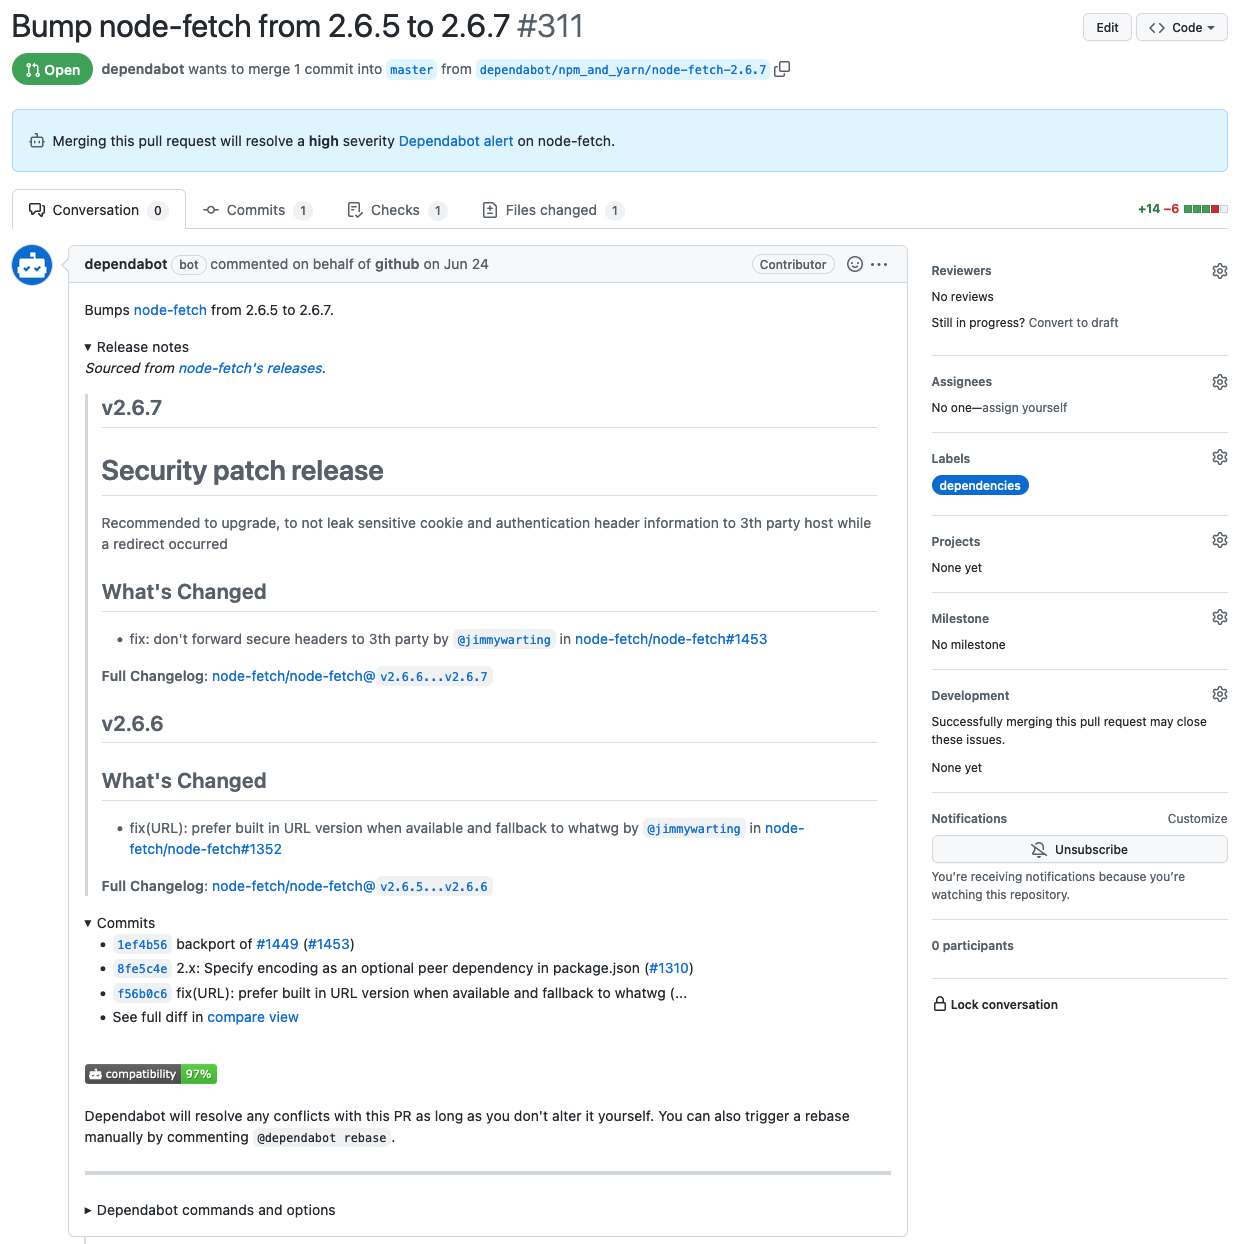 Bump node-fetch from 2.6.5 to 2.6.7 #311
Edit
Code
Open
dependabot wants to merge 1 commit into master from dependabot/npm_and_yarn/node-fetch-2.6.7
Merging this pull request will resolve a high severity Dependabot alert on node-fetch.
Conversation 0
Commits 1
Checks 1
Files changed 1
+14 −6
dependabot bot commented on behalf of github on Jun 24
Contributor
Bumps node-fetch from 2.6.5 to 2.6.7.
Release notes
Sourced from node-fetch's releases.
v2.6.7
Security patch release
Recommended to upgrade, to not leak sensitive cookie and authentication header information to 3th party host while
a redirect occurred
What's Changed
• fix: don't forward secure headers to 3th party by @jimmywarting in node-fetch/node-fetch#1453
Full Changelog: node-fetch/node-fetch@ v2.6.6...v2.6.7
v2.6.6
What's Changed
• fix(URL): prefer built in URL version when available and fallback to whatwg by @jimmywarting in node-
fetch/node-fetch#1352
Full Changelog: node-fetch/node-fetch@ v2.6.5...v2.6.6
Commits
• 1ef4b56 backport of #1449 (#1453)
• 8fe5c4e 2.x: Specify encoding as an optional peer dependency in package.json (#1310)
• f56b0c6 fix(URL): prefer built in URL version when available and fallback to whatwg (...
• See full diff in compare view
compatibility 97%
Dependabot will resolve any conflicts with this PR as long as you don't alter it yourself. You can also trigger a rebase
manually by commenting @dependabot rebase.
Dependabot commands and options
Reviewers
No reviews
Still in progress? Convert to draft
Assignees
No one—assign yourself
Labels
dependencies
Projects
None yet
Milestone
No milestone
Development
Successfully merging this pull request may close
these issues.
None yet
Notifications
Customize
Unsubscribe
You're receiving notifications because you're
watching this repository.
0 participants
Lock conversation